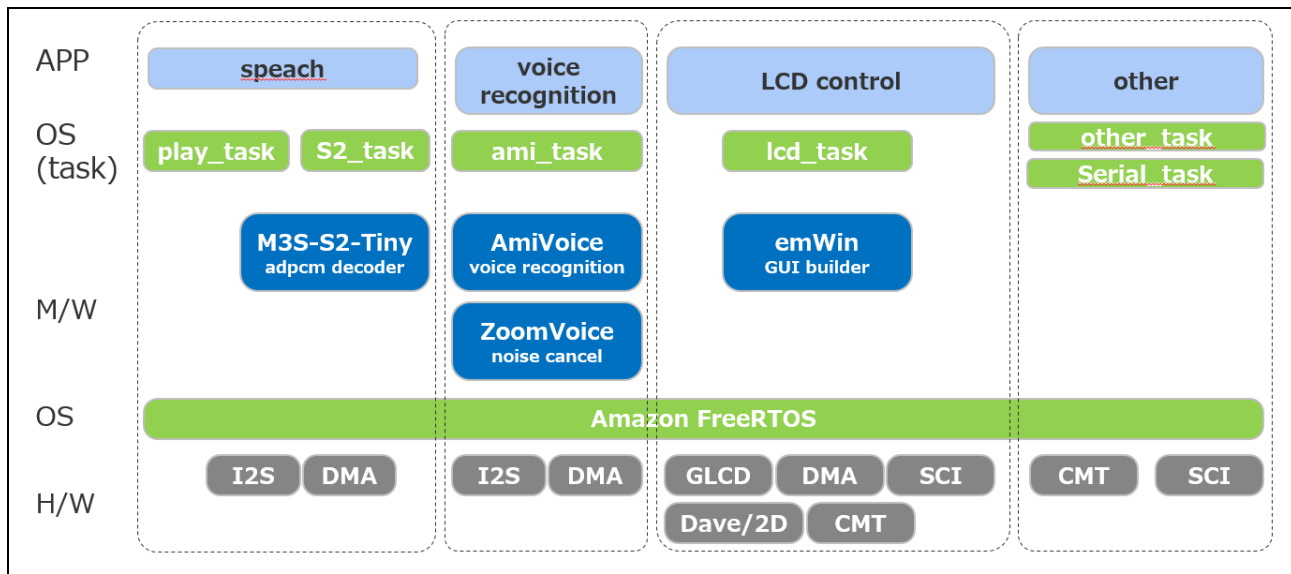 APP
speach
voice
recognition
LCD control
other
OS
(task)
play_task
S2_task
ami_task
lcd_task
other_task
Serial_task
M/W
M3S-S2-Tiny
adpcm decoder
AmiVoice
voice recognition
emWin
GUI builder
ZoomVoice
noise cancel
OS
Amazon FreeRTOS
H/W
I2S
DMA
I2S
DMA
GLCD
DMA
SCI
CMT
SCI
Dave/2D
CMT